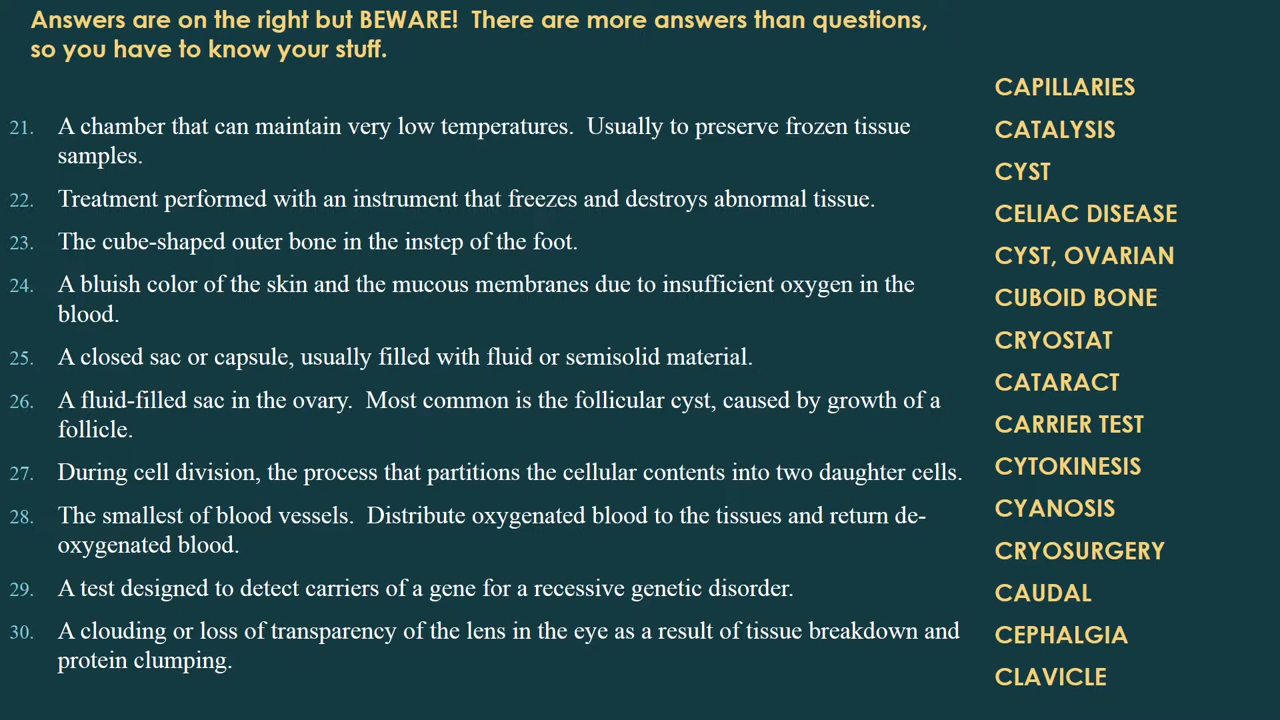 Answers are on the right but BEWARE!  There are more answers than questions,
so you have to know your stuff.
21. A chamber that can maintain very low temperatures.  Usually to preserve frozen tissue
samples.
22. Treatment performed with an instrument that freezes and destroys abnormal tissue.
23. The cube-shaped outer bone in the instep of the foot.
24. A bluish color of the skin and the mucous membranes due to insufficient oxygen in the
blood.
25. A closed sac or capsule, usually filled with fluid or semisolid material.
26. A fluid-filled sac in the ovary.  Most common is the follicular cyst, caused by growth of a
follicle.
27. During cell division, the process that partitions the cellular contents into two daughter cells.
28. The smallest of blood vessels.  Distribute oxygenated blood to the tissues and return de-
oxygenated blood.
29. A test designed to detect carriers of a gene for a recessive genetic disorder.
30. A clouding or loss of transparency of the lens in the eye as a result of tissue breakdown and
protein clumping.
CAPILLARIES
CATALYSIS
CYST
CELIAC DISEASE
CYST, OVARIAN
CUBOID BONE
CRYOSTAT
CATARACT
CARRIER TEST
CYTOKINESIS
CYANOSIS
CRYOSURGERY
CAUDAL
CEPHALGIA
CLAVICLE